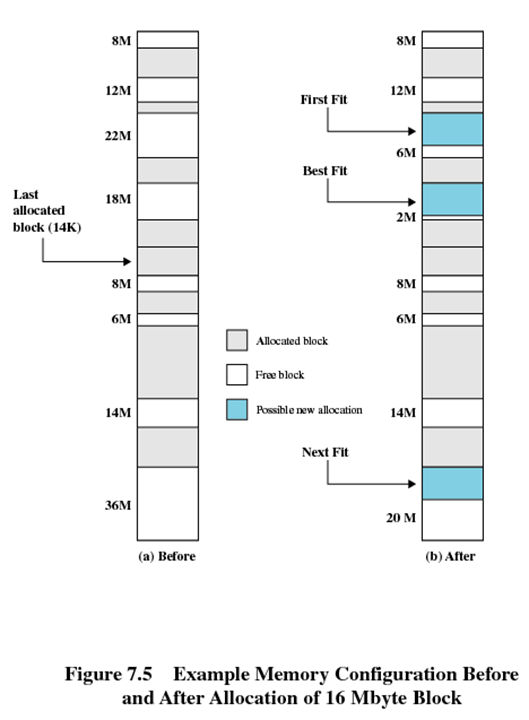 8M
12M
22M
18M
Last
allocated
block (14K)
8M
6M
14M
36M
(a) Before
Allocated block
Free block
Possible new allocation
8M
12M
First Fit
6M
Best Fit
2M
8M
6M
14M
Next Fit
20 M
(b) After
Figure 7.5 Example Memory Configuration Before
and After Allocation of 16 Mbyte Block